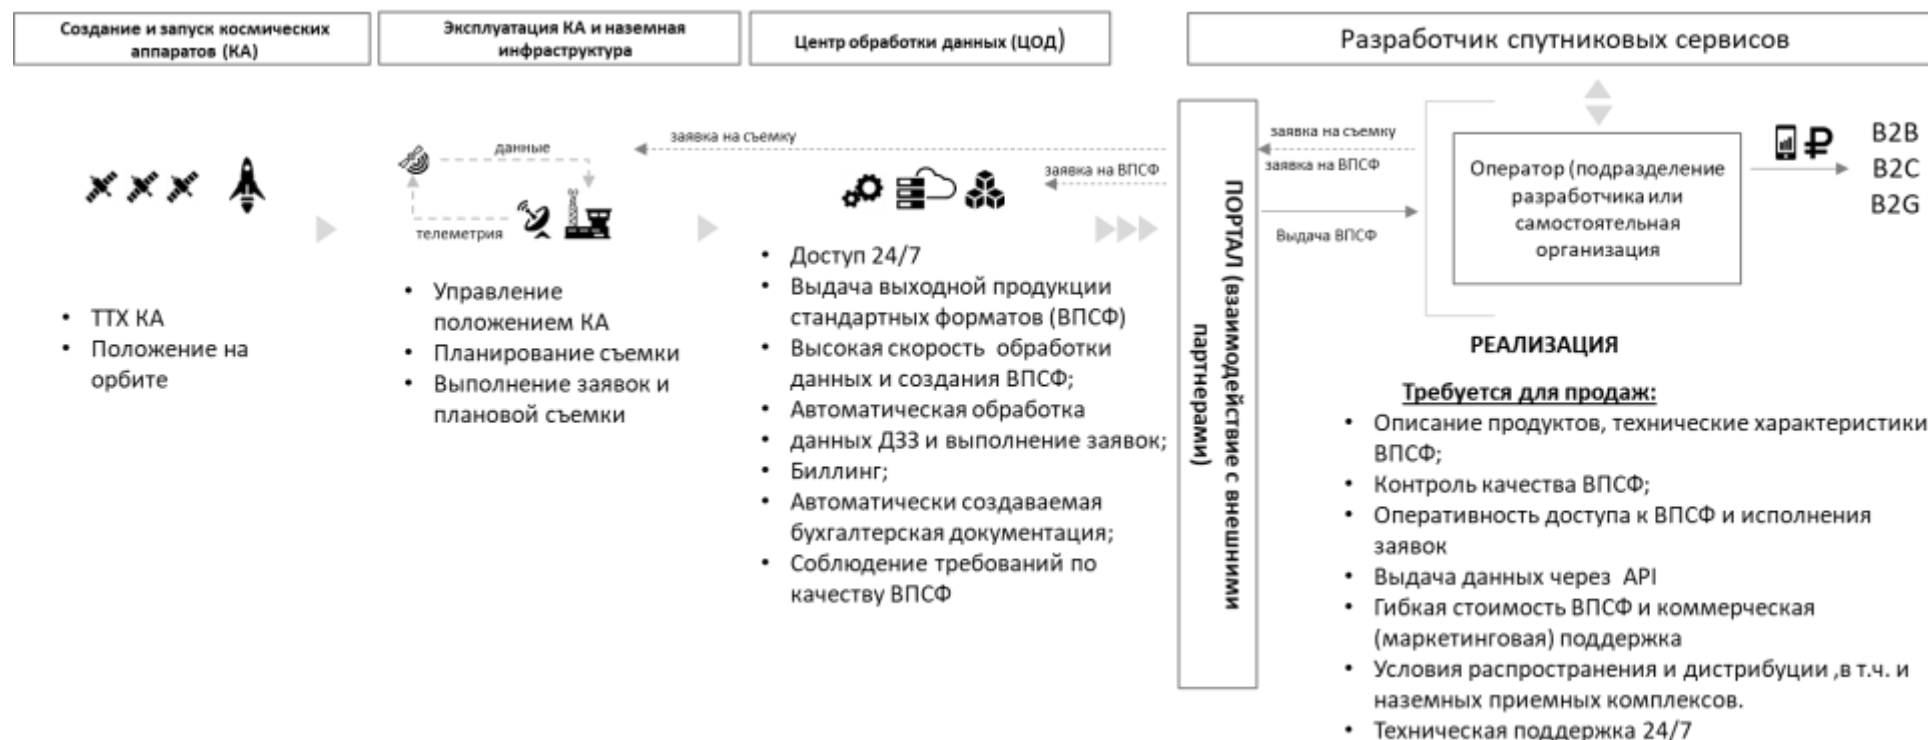 Создание и запуск космических
аппаратов (КА)
Эксплуатация КА и наземная
инфраструктура
Центр обработки данных (ЦОД)
Разработчик спутниковых сервисов
данные
телеметрия
заявка на съемку
заявка на ВПСФ
заявка на съемку
заявка на ВПСФ
Выдача ВПСФ
ПОРТАЛ (взаимодействие с внешними
партнерами)
Оператор (подразделение
разработчика или
самостоятельная
организация
₽
B2B
B2C
B2G
• ТТХ КА
• Положение на
орбите
• Управление
положением КА
• Планирование съемки
• Выполнение заявок и
плановой съемки
• Доступ 24/7
• Выдача выходной продукции
стандартных форматов (ВПСФ)
• Высокая скорость обработки
данных и создания ВПСФ;
• Автоматическая обработка
• данных ДЗЗ и выполнение заявок;
• Биллинг;
• Автоматически создаваемая
бухгалтерская документация;
• Соблюдение требований по
качеству ВПСФ
РЕАЛИЗАЦИЯ
Требуется для продаж:
• Описание продуктов, технические характеристики
ВПСФ;
• Контроль качества ВПСФ;
• Оперативность доступа к ВПСФ и исполнения
заявок
• Выдача данных через API
• Гибкая стоимость ВПСФ и коммерческая
(маркетинговая) поддержка
• Условия распространения и дистрибуции ,в т.ч. и
наземных приемных комплексов.
• Техническая поддержка 24/7